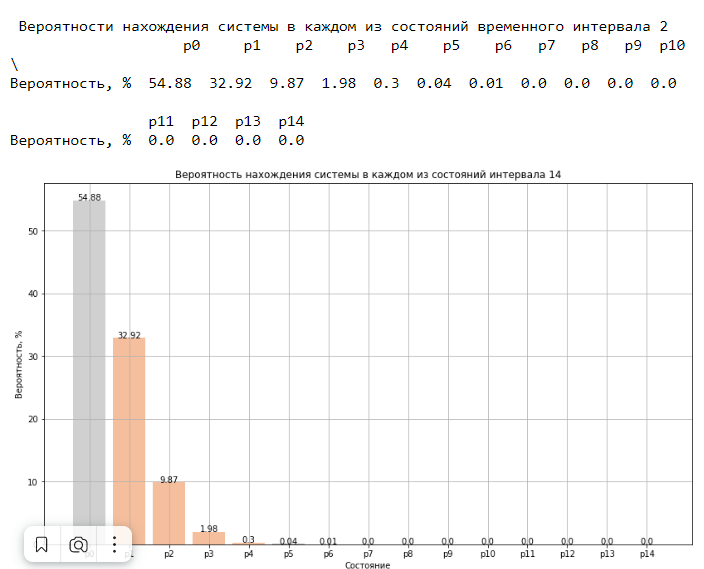 Вероятности нахождения системы в каждом из состояний временного интервала 2
p0 p1 p2 p3 p4 p5 p6 p7 p8 p9 p10
\
Вероятность, % 54.88 32.92 9.87 1.98 0.3 0.04 0.01 0.0 0.0 0.0 0.0
p11 p12 p13 p14
Вероятность, % 0.0 0.0 0.0 0.0
Вероятность нахождения системы в каждом из состояний интервала 14
54.88
50
40
32.92
30
Вероятность, %
20
10
9.87
1.98
0.3 0.04 0.01 0.0 0.0 0.0 0.0 0.0 0.0 0.0 0.0
p2 p3 p4 p5 p6 p7 p8 p9 p10 p11 p12 p13 p14
Состояние